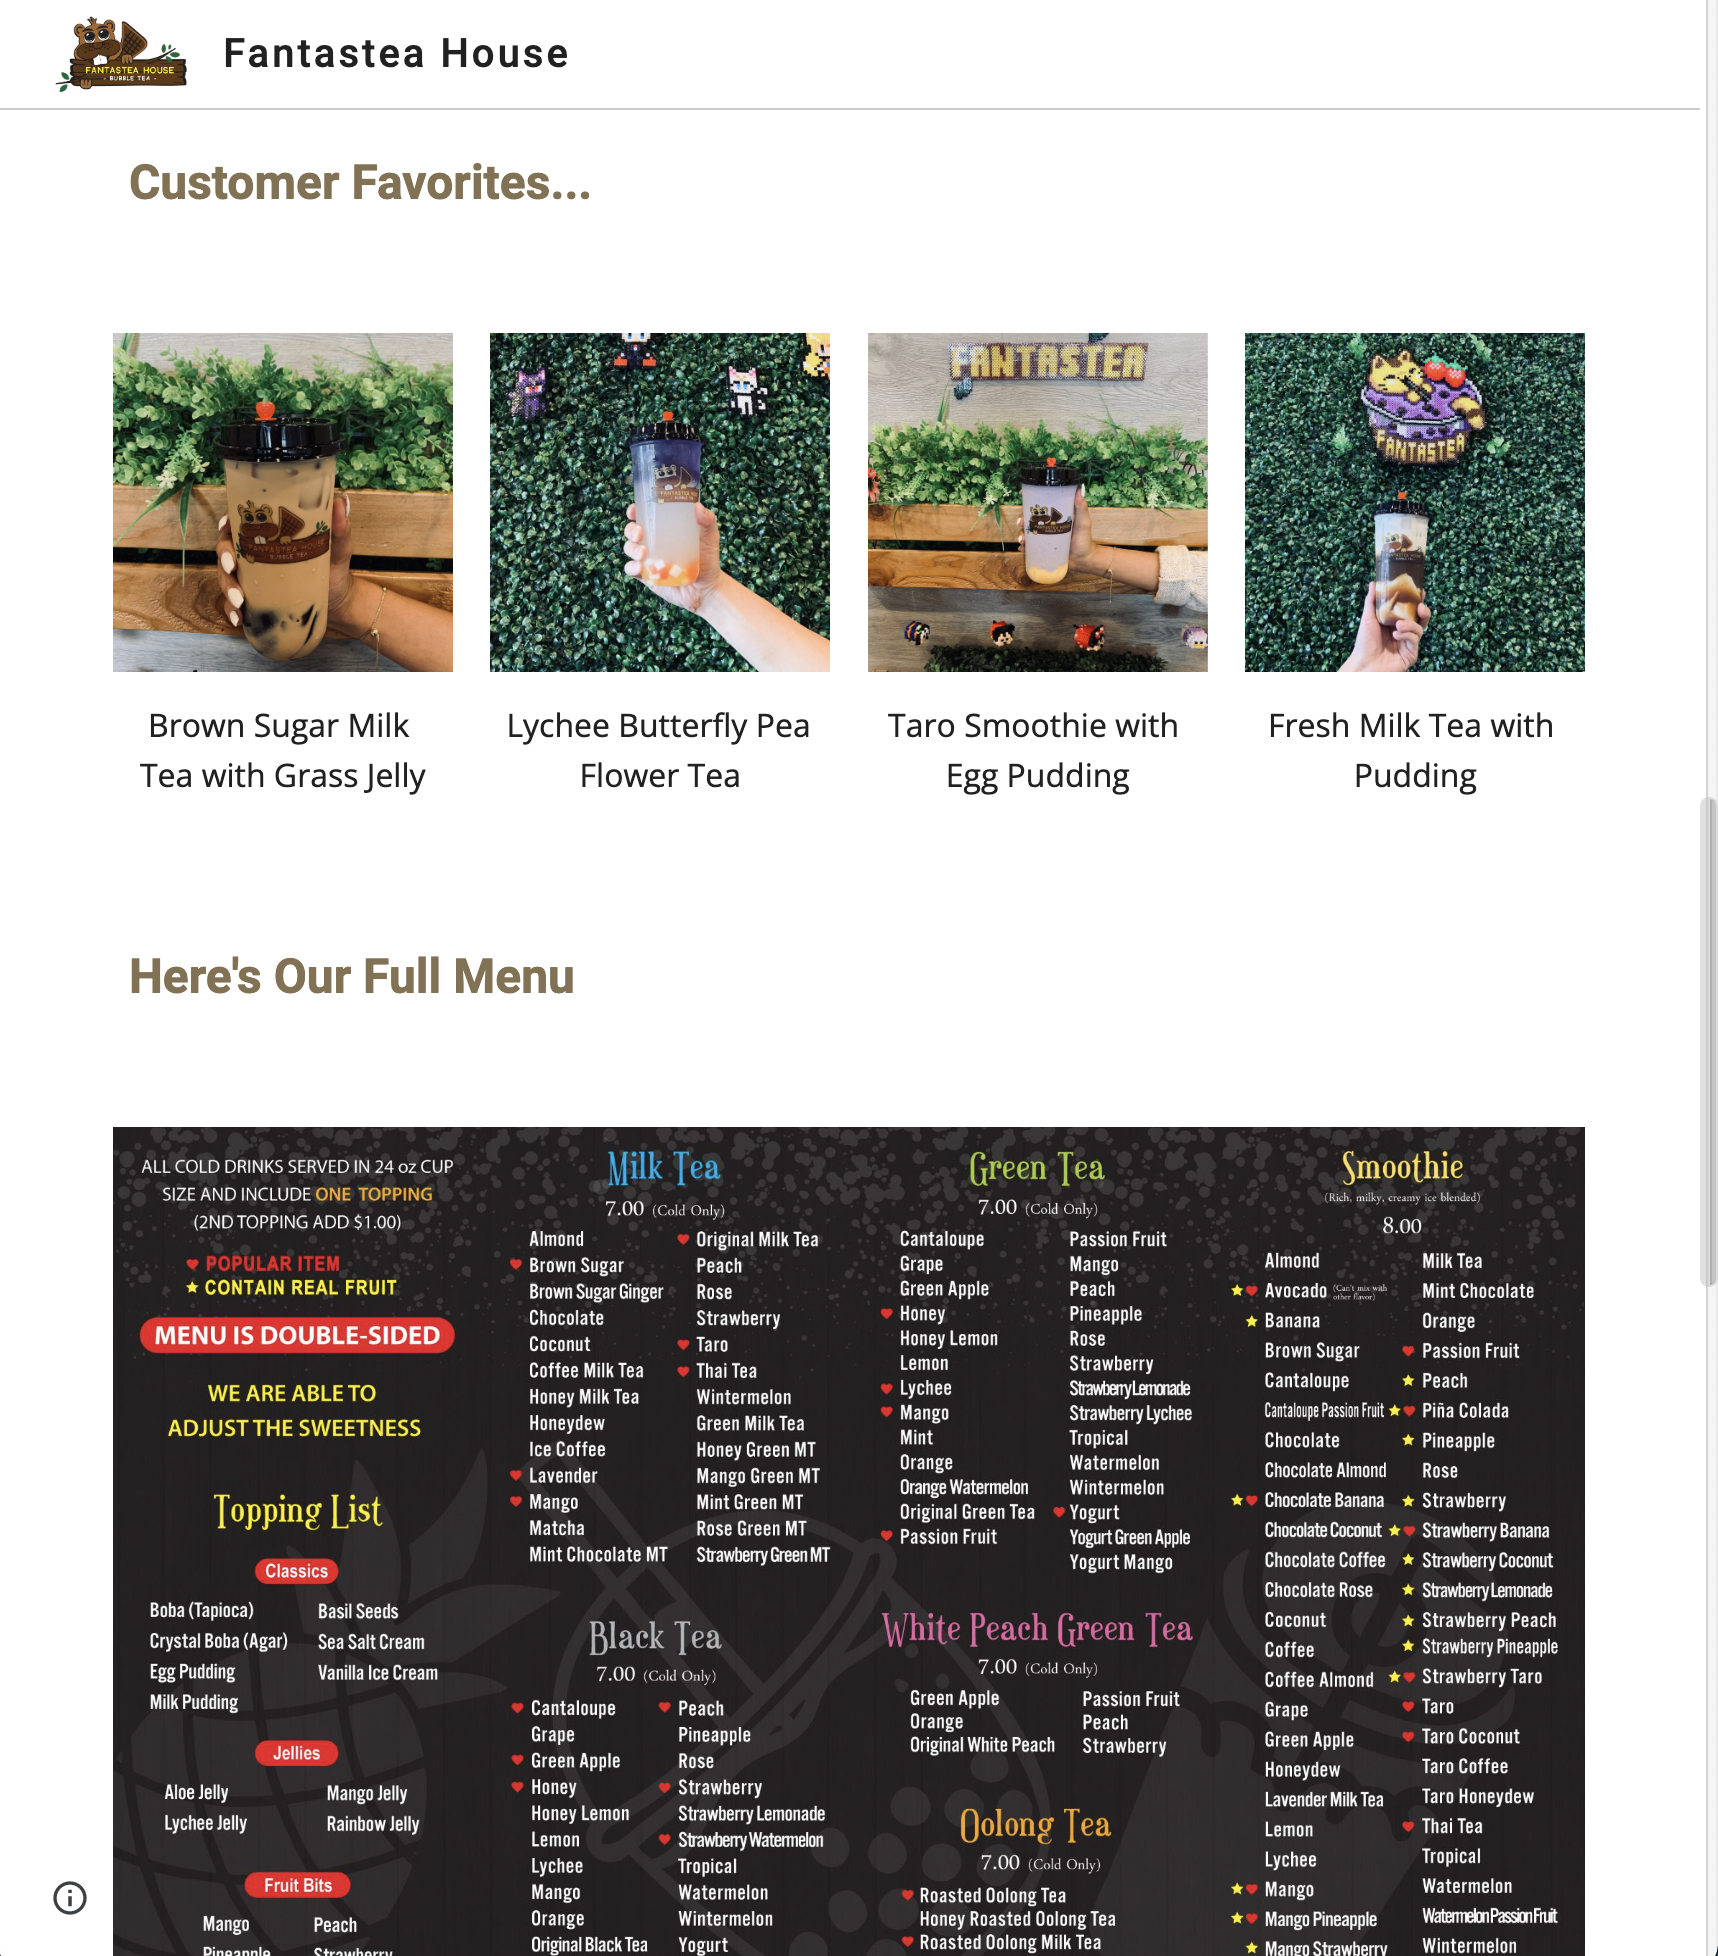 FANTASTEA HOUSE
BUBBLE TEA
Fantastea House
Customer Favorites...
FANTASTEA
FANTASTEA
FANTASTEA HOUSE
BUBBLE TEA
Brown Sugar Milk
Tea with Grass Jelly
Lychee Butterfly Pea
Flower Tea
Taro Smoothie with
Egg Pudding
Fresh Milk Tea with
Pudding
Here's Our Full Menu
ALL COLD DRINKS SERVED IN 24 oz CUP
SIZE AND INCLUDE ONE TOPPING
(2ND TOPPING ADD $1.00)
POPULAR ITEM
CONTAIN REAL FRUIT
MENU IS DOUBLE-SIDED
WE ARE ABLE TO
ADJUST THE SWEETNESS
Topping List
Classics
Boba (Tapioca)
Crystal Boba (Agar)
Egg Pudding
Milk Pudding
Basil Seeds
Sea Salt Cream
Vanilla Ice Cream
Jellies
Aloe Jelly
Lychee Jelly
Mango Jelly
Rainbow Jelly
Fruit Bits
Mango
Pineapple
Peach
Strawberry
Milk Tea
7.00 (Cold Only)
Almond
Brown Sugar
Brown Sugar Ginger
Chocolate
Coconut
Coffee Milk Tea
Honey Milk Tea
Honeydew
Ice Coffee
Lavender
Mango
Matcha
Mint Chocolate MT
Original Milk Tea
Peach
Rose
Strawberry
Taro
Thai Tea
Wintermelon
Green Milk Tea
Honey Green MT
Mango Green MT
Mint Green MT
Rose Green MT
Strawberry Green MT
Black Tea
7.00 (Cold Only)
Cantaloupe
Grape
Green Apple
Honey
Honey Lemon
Lemon
Lychee
Mango
Orange
Original Black Tea
Peach
Pineapple
Rose
Strawberry
Strawberry Lemonade
Strawberry Watermelon
Tropical
Watermelon
Wintermelon
Yogurt
Green Tea
7.00 (Cold Only)
Cantaloupe
Grape
Green Apple
Honey
Honey Lemon
Lemon
Lychee
Mango
Mint
Orange
Orange Watermelon
Original Green Tea
Passion Fruit
Passion Fruit
Mango
Peach
Pineapple
Rose
Strawberry
Strawberry Lemonade
Strawberry Lychee
Tropical
Watermelon
Wintermelon
Yogurt
Yogurt Green Apple
Yogurt Mango
White Peach Green Tea
7.00 (Cold Only)
Green Apple
Orange
Original White Peach
Passion Fruit
Peach
Strawberry
Oolong Tea
7.00 (Cold Only)
Roasted Oolong Tea
Honey Roasted Oolong Tea
Roasted Oolong Milk Tea
Smoothie
(Rich, milky, creamy ice blended)
8.00
Almond
Avocado (Can't mix with other flavor)
Banana
Brown Sugar
Cantaloupe
Cantaloupe Passion Fruit
Chocolate
Chocolate Almond
Chocolate Banana
Chocolate Coconut
Chocolate Coffee
Chocolate Rose
Coconut
Coffee
Coffee Almond
Grape
Green Apple
Honeydew
Lavender Milk Tea
Lemon
Lychee
Mango
Mango Pineapple
Mango Strawberry
Milk Tea
Mint Chocolate
Orange
Passion Fruit
Peach
Piña Colada
Pineapple
Rose
Strawberry
Strawberry Banana
Strawberry Coconut
Strawberry Lemonade
Strawberry Peach
Strawberry Pineapple
Strawberry Taro
Taro
Taro Coconut
Taro Coffee
Taro Honeydew
Thai Tea
Tropical
Watermelon
Watermelon Passion Fruit
Wintermelon